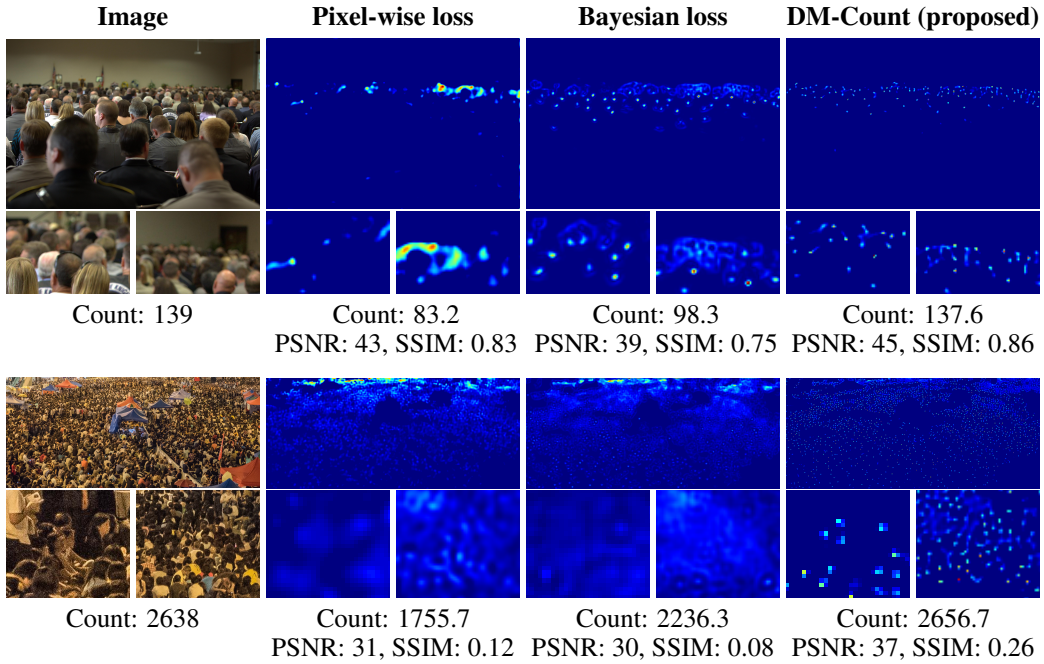 Image Pixel-wise loss Bayesian loss DM-Count (proposed)
Count: 139 Count: 83.2 Count: 98.3 Count: 137.6
PSNR: 43, SSIM: 0.83 PSNR: 39, SSIM: 0.75 PSNR: 45, SSIM: 0.86
Count: 2638 Count: 1755.7 Count: 2236.3 Count: 2656.7
PSNR: 31, SSIM: 0.12 PSNR: 30, SSIM: 0.08 PSNR: 37, SSIM: 0.26